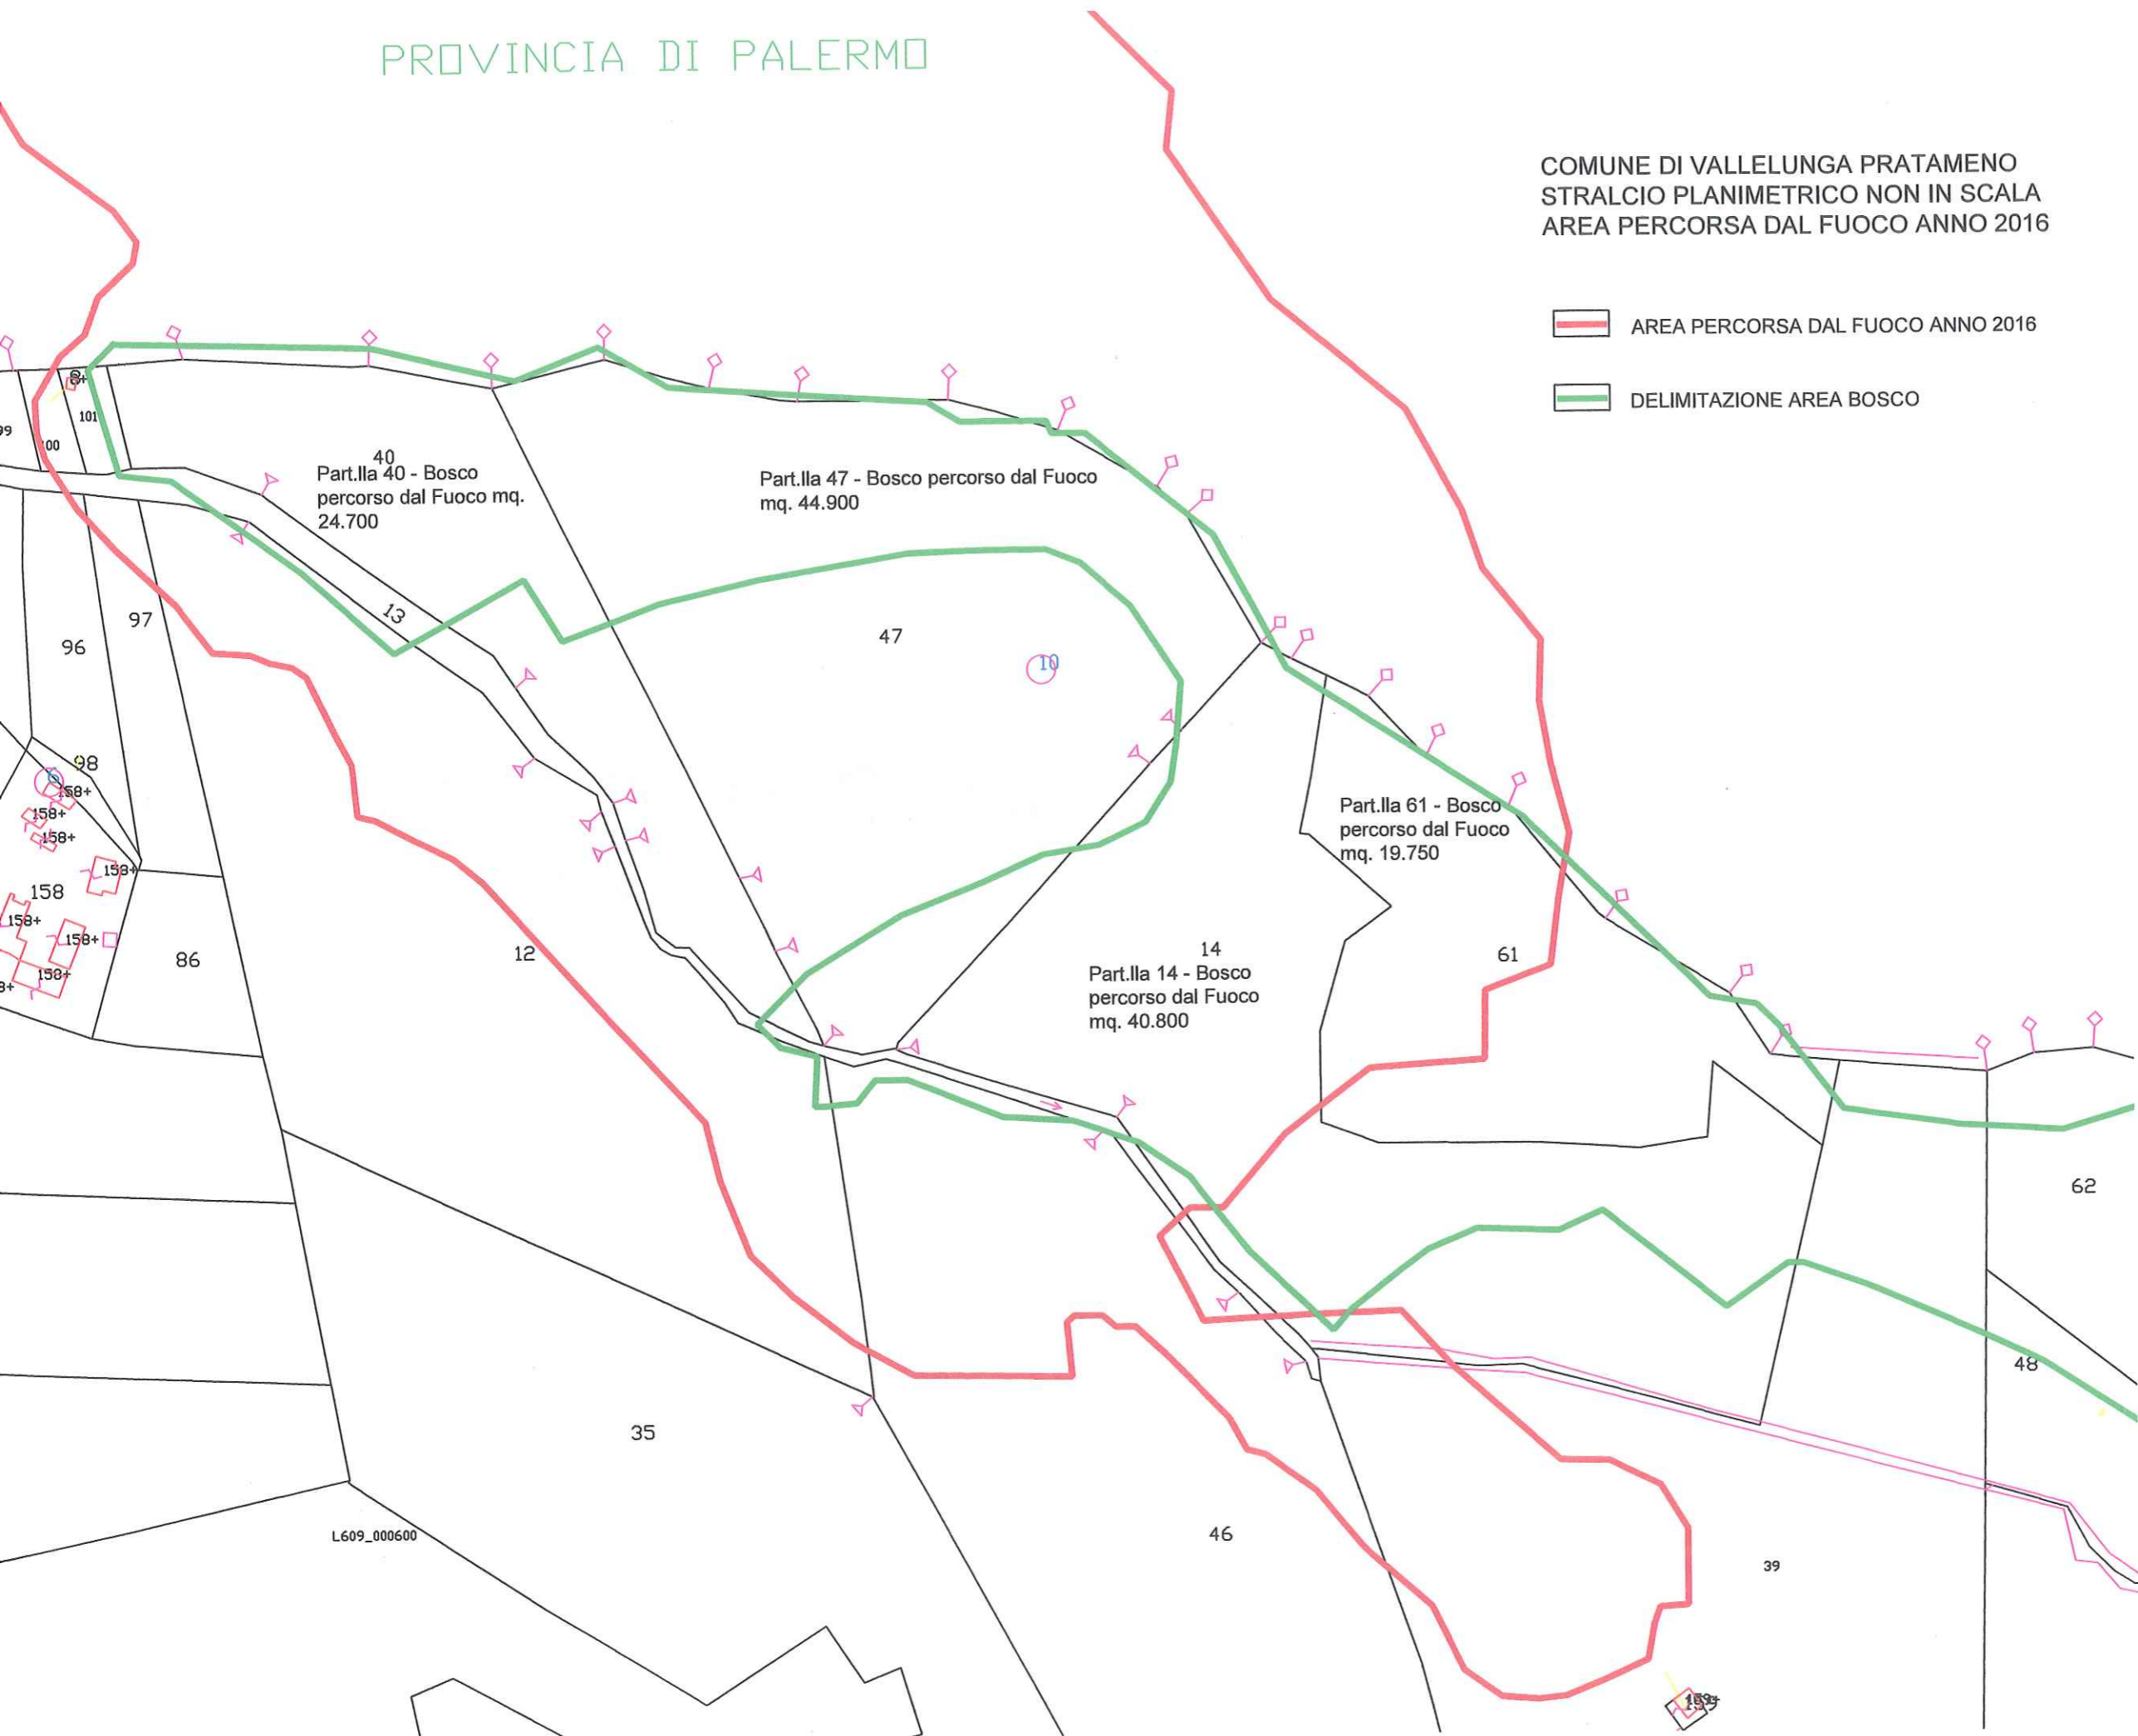 PROVINCIA DI PALERMO
COMUNE DI VALLELUNGA PRATAMENO
STRALCIO PLANIMETRICO NON IN SCALA
AREA PERCORSA DAL FUOCO ANNO 2016
AREA PERCORSA DAL FUOCO ANNO 2016
DELIMITAZIONE AREA BOSCO
101
99
00
40
Part.lla 40 - Bosco
percorso dal Fuoco mq.
24.700
Part.lla 47 - Bosco percorso dal Fuoco
mq. 44.900
13
97
96
47
10
98
6
158+
158+
158+
158+
158
158+
158+
158+
8+
86
12
Part.lla 61 - Bosco
percorso dal Fuoco
mq. 19.750
14
Part.lla 14 - Bosco
percorso dal Fuoco
mq. 40.800
61
62
48
35
46
39
L609_000600